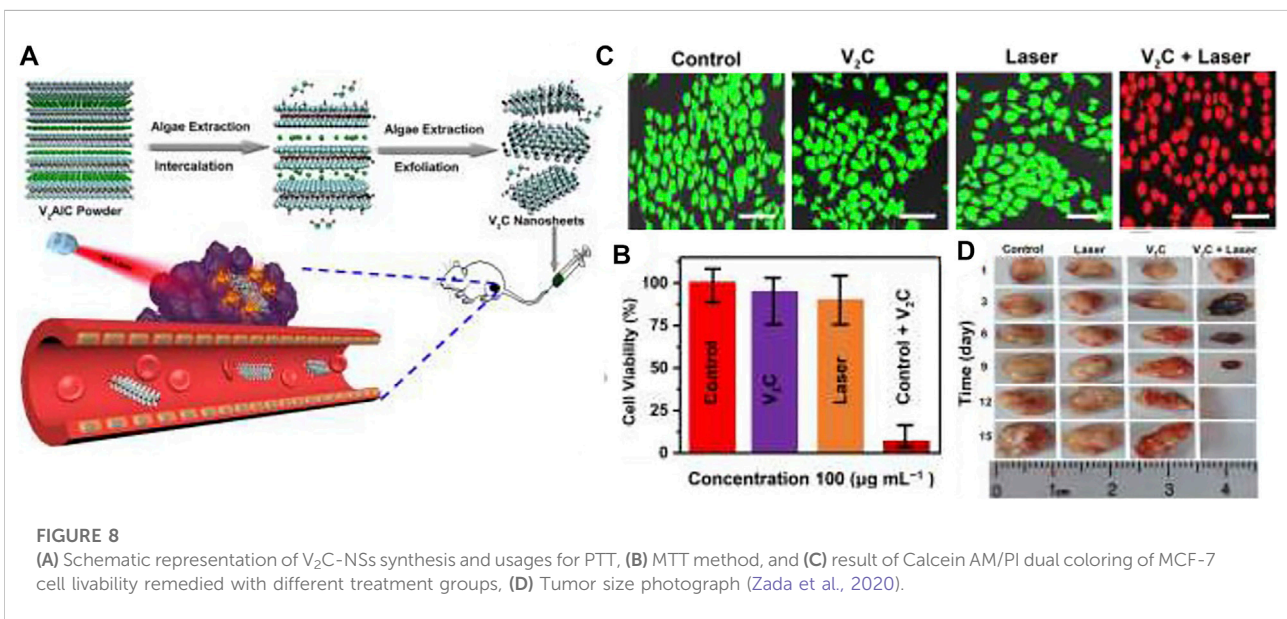 A
Algae Extraction
Intercalation
Algae Extraction
Exfoliation
V₂AlC Powder
V₂C Nanosheets
C
Control
V₂C
Laser
V₂C + Laser
B
Cell Viability (%)
100
75
50
25
0
Control
V₂C
Laser
Control + V₂C
Concentration 100 (µg mL⁻¹)
D
Control
Laser
V₂C
V₂C + Laser
Time (day)
1
3
6
9
12
15
0
1cm
2
3
4
FIGURE 8
(A) Schematic representation of V₂C-NSs synthesis and usages for PTT, (B) MTT method, and (C) result of Calcein AM/PI dual coloring of MCF-7
cell livability remedied with different treatment groups, (D) Tumor size photograph (Zada et al., 2020).